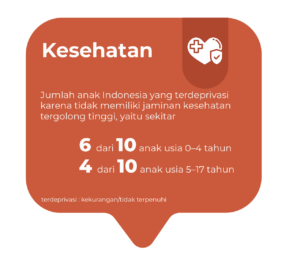 Kesehatan
Jumlah anak Indonesia yang terdeprivasi
karena tidak memiliki jaminan kesehatan
tergolong tinggi, yaitu sekitar
6 dari 10 anak usia 0–4 tahun
4 dari 10 anak usia 5–17 tahun
terdeprivasi : kekurangan/tidak terpenuhi